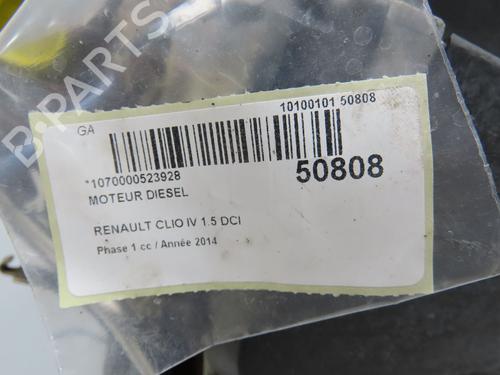 GA
10100101 50808
*1070000523928
50808
MOTEUR DIESEL
RENAULT CLIO IV 1.5 DCI
Phase 1 cc / Année 2014
B-PARTS